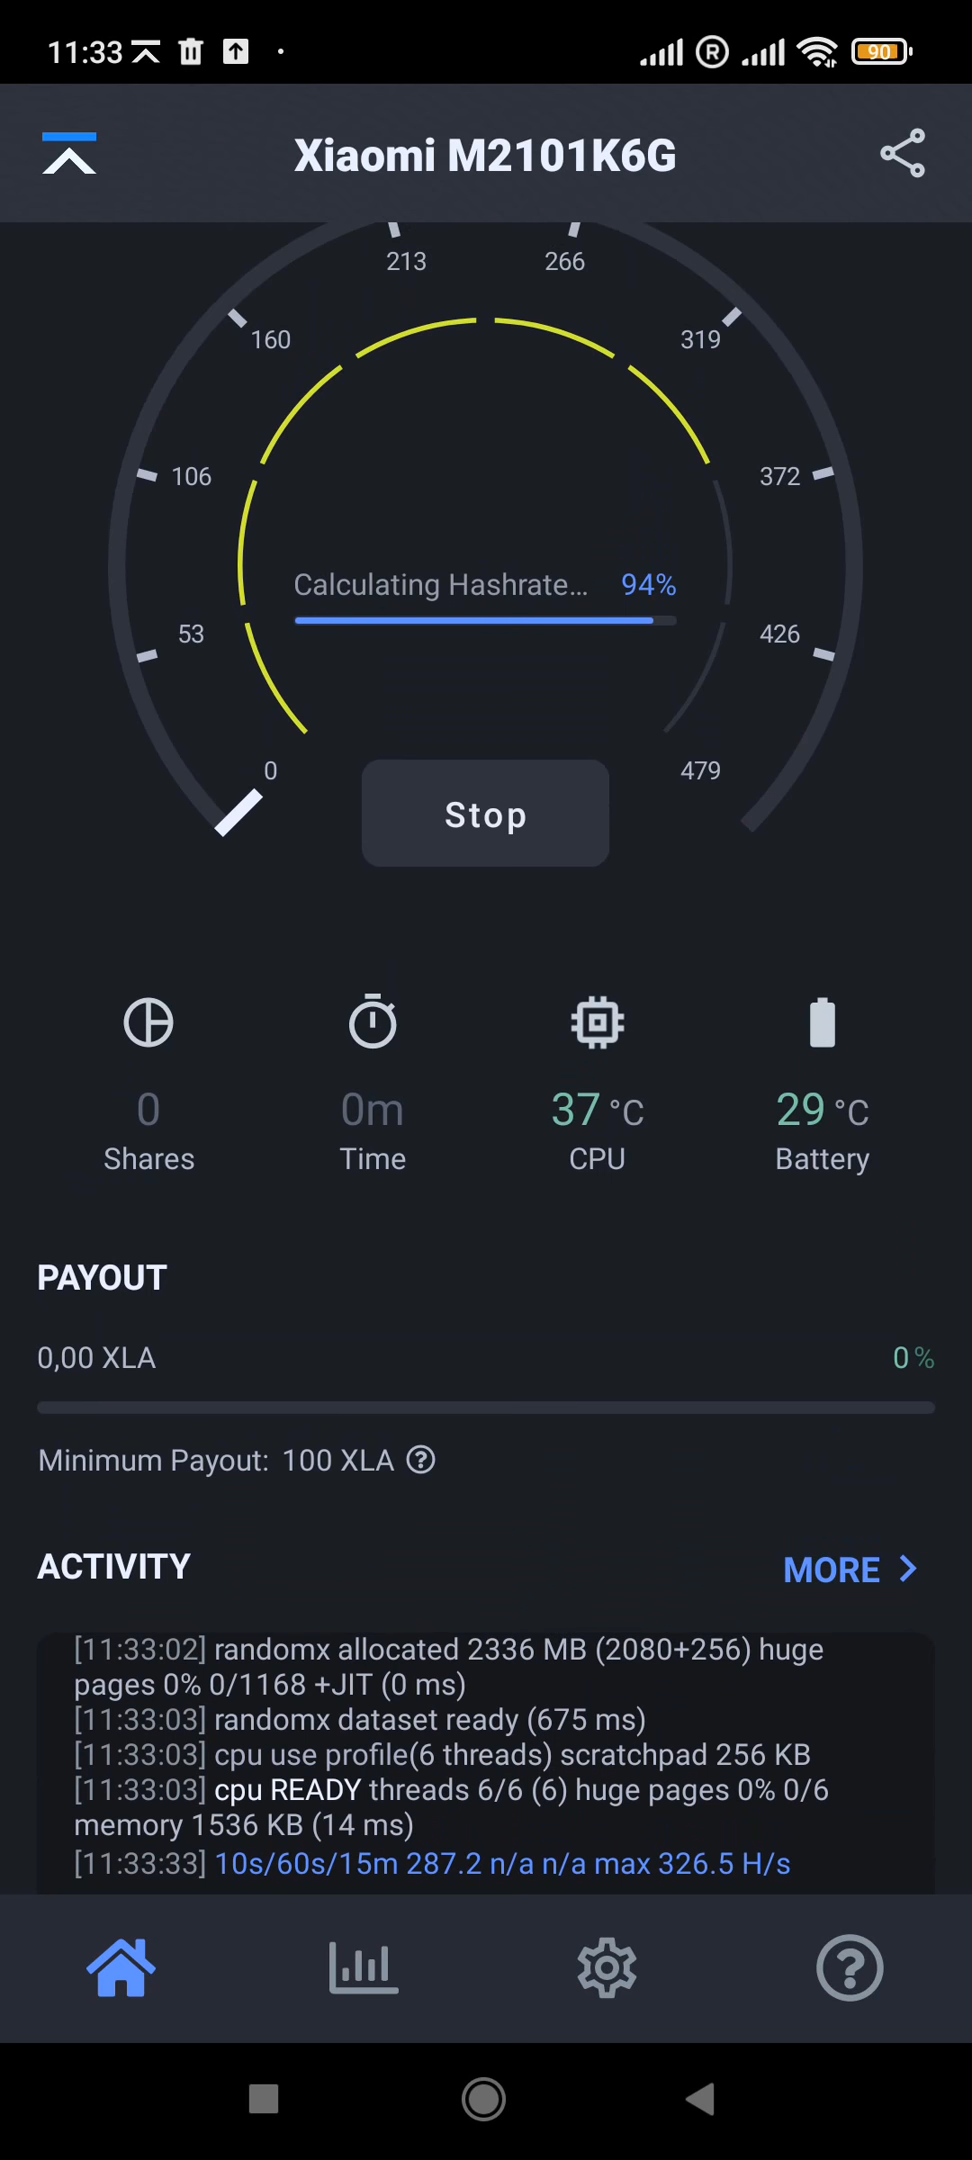 11:33
R
90
Xiaomi M2101K6G
213
266
160
319
106
372
Calculating Hashrate... 94%
53
426
0
479
Stop
0
0m
37 °C
29 °C
Shares
Time
CPU
Battery
PAYOUT
0,00 XLA
0%
Minimum Payout: 100 XLA ?
ACTIVITY
MORE
[11:33:02] randomx allocated 2336 MB (2080+256) huge
pages 0% 0/1168 +JIT (0 ms)
[11:33:03] randomx dataset ready (675 ms)
[11:33:03] cpu use profile(6 threads) scratchpad 256 KB
[11:33:03] cpu READY threads 6/6 (6) huge pages 0% 0/6
memory 1536 KB (14 ms)
[11:33:33] 10s/60s/15m 287.2 n/a n/a max 326.5 H/s
?